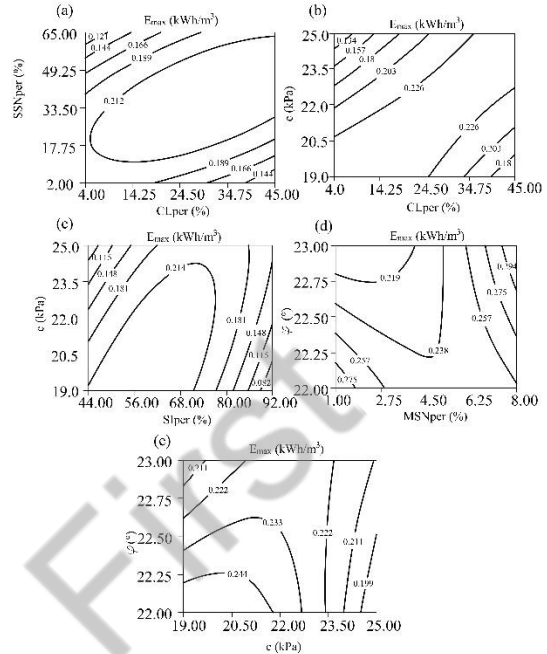 (a)
E_max (kWh/m³)
SSNper (%)
65.00
49.25
33.50
17.75
2.00
0.121
0.144
0.166
0.189
0.212
0.189
0.166
0.144
4.00 14.25 24.50 34.75 45.00
CLper (%)
(b)
E_max (kWh/m³)
c (kPa)
25.0
23.5
22.0
20.5
19.0
0.134
0.157
0.18
0.203
0.226
0.226
0.203
0.18
4.0 14.25 24.50 34.75 45.00
CLper (%)
(c)
E_max (kWh/m³)
c (kPa)
25.0
23.5
22.0
20.5
19.0
0.115
0.148
0.181
0.214
0.181
0.148
0.115
0.082
44.00 56.00 68.00 80.00 92.00
SIper (%)
(d)
E_max (kWh/m³)
φ (°)
23.00
22.75
22.50
22.25
22.00
0.219
0.238
0.257
0.275
0.257
0.275
0.294
1.00 2.75 4.50 6.25 8.00
MSNper (%)
(e)
E_max (kWh/m³)
φ (°)
23.00
22.75
22.50
22.25
22.00
0.211
0.222
0.233
0.244
0.222
0.211
0.199
19.00 20.50 22.00 23.50 25.00
c (kPa)
First